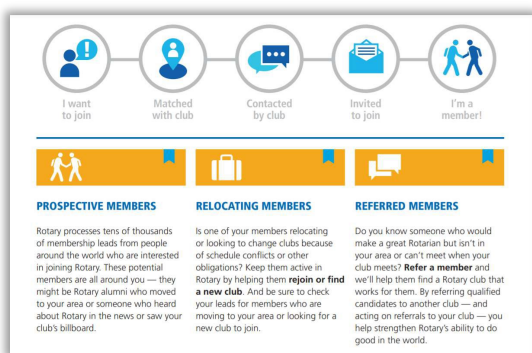 I want
to join
Matched
with club
Contacted
by club
Invited
to join
I'm a
member!
PROSPECTIVE MEMBERS
Rotary processes tens of thousands
of membership leads from people
around the world who are interested
in joining Rotary. These potential
members are all around you — they
might be Rotary alumni who moved
to your area or someone who heard
about Rotary in the news or saw your
club's billboard.
RELOCATING MEMBERS
Is one of your members relocating
or looking to change clubs because
of schedule conflicts or other
obligations? Keep them active in
Rotary by helping them rejoin or find
a new club. And be sure to check
your leads for members who are
moving to your area or looking for a
new club to join.
REFERRED MEMBERS
Do you know someone who would
make a great Rotarian but isn't in
your area or can't meet when your
club meets? Refer a member and
we'll help them find a Rotary club that
works for them. By referring qualified
candidates to another club — and
acting on referrals to your club — you
help strengthen Rotary's ability to do
good in the world.